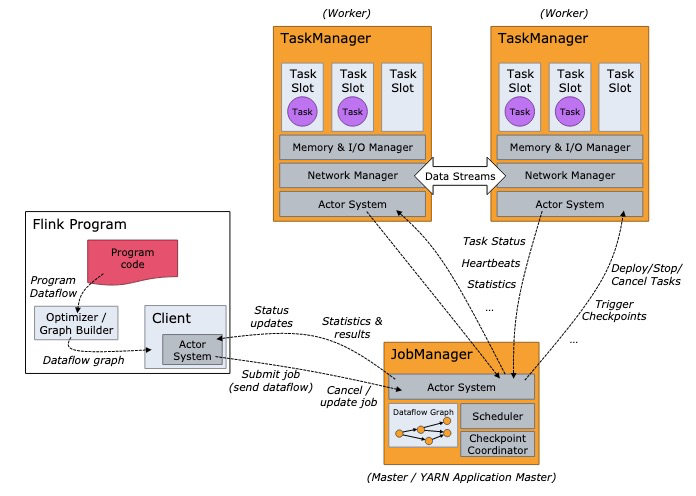 (Worker)
(Worker)
TaskManager
TaskManager
Task
Slot
Task
Slot
Task
Slot
Task
Slot
Task
Slot
Task
Slot
Task
Task
Task
Task
Memory & I/O Manager
Memory & I/O Manager
Network Manager
Data Streams
Network Manager
Actor System
Actor System
Flink Program
Program
code
Program
Dataflow
Optimizer /
Graph Builder
Dataflow graph
Client
Actor
System
Task Status
Heartbeats
Statistics
...
Deploy/Stop/
Cancel Tasks
Trigger
Checkpoints
...
Status
updates
Statistics &
results
Submit job
(send dataflow)
Cancel /
update job
JobManager
Actor System
Dataflow Graph
Scheduler
Checkpoint
Coordinator
(Master / YARN Application Master)